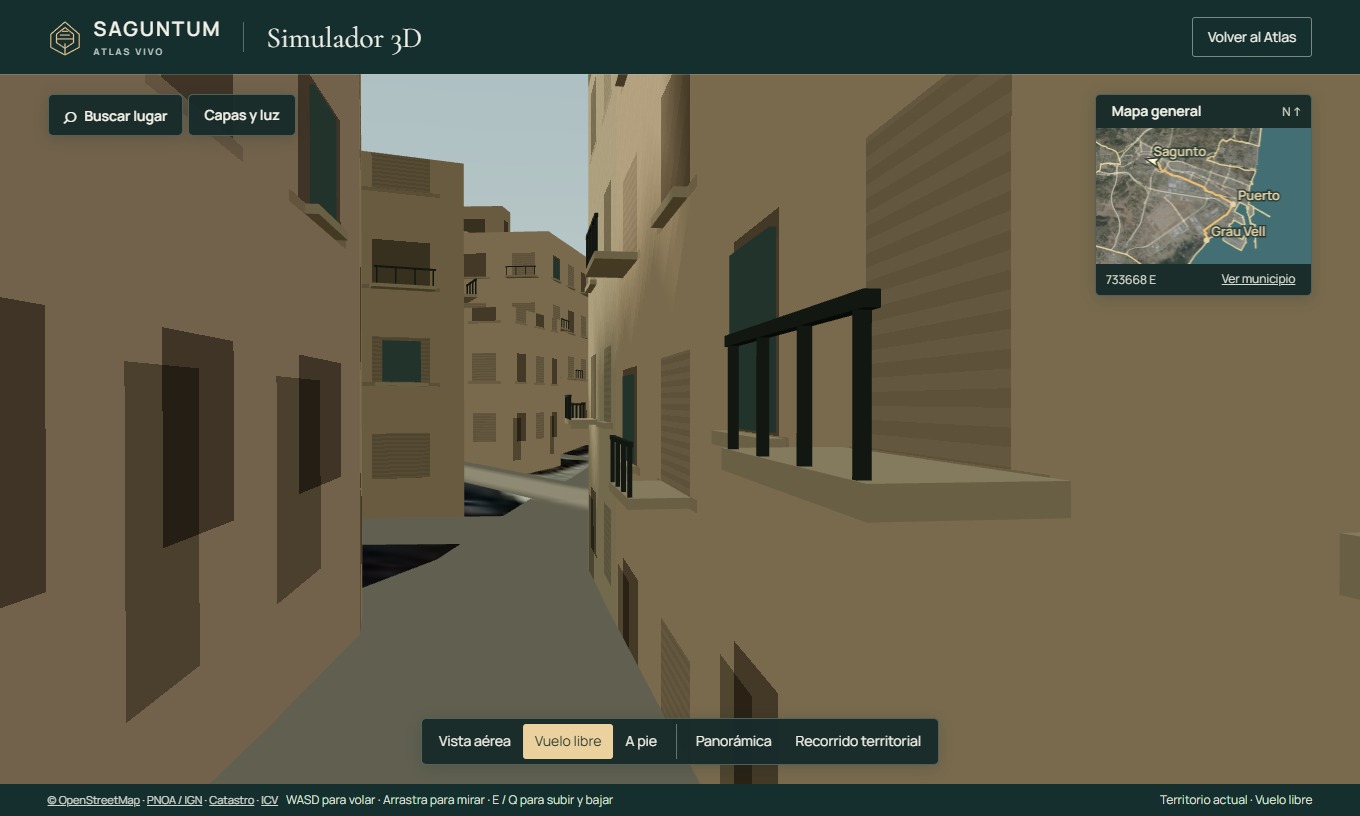 SAGUNTUM
ATLAS VIVO
Simulador 3D
Volver al Atlas
Buscar lugar
Capas y luz
Mapa general
N ↑
Sagunto
Puerto
Grau Vell
733668 E
Ver municipio
Vista aérea
Vuelo libre
A pie
Panorámica
Recorrido territorial
© OpenStreetMap · PNOA / IGN · Catastro · ICV
WASD para volar · Arrastra para mirar · E / Q para subir y bajar
Territorio actual · Vuelo libre